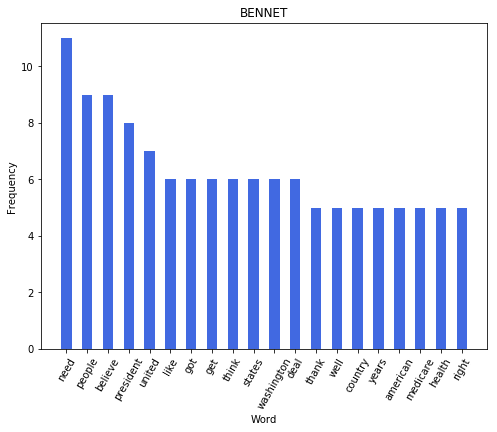 BENNET
Frequency
10
8
6
4
2
0
need
people
believe
president
united
like
got
get
think
states
washington
deal
thank
well
country
years
american
medicare
health
right
Word